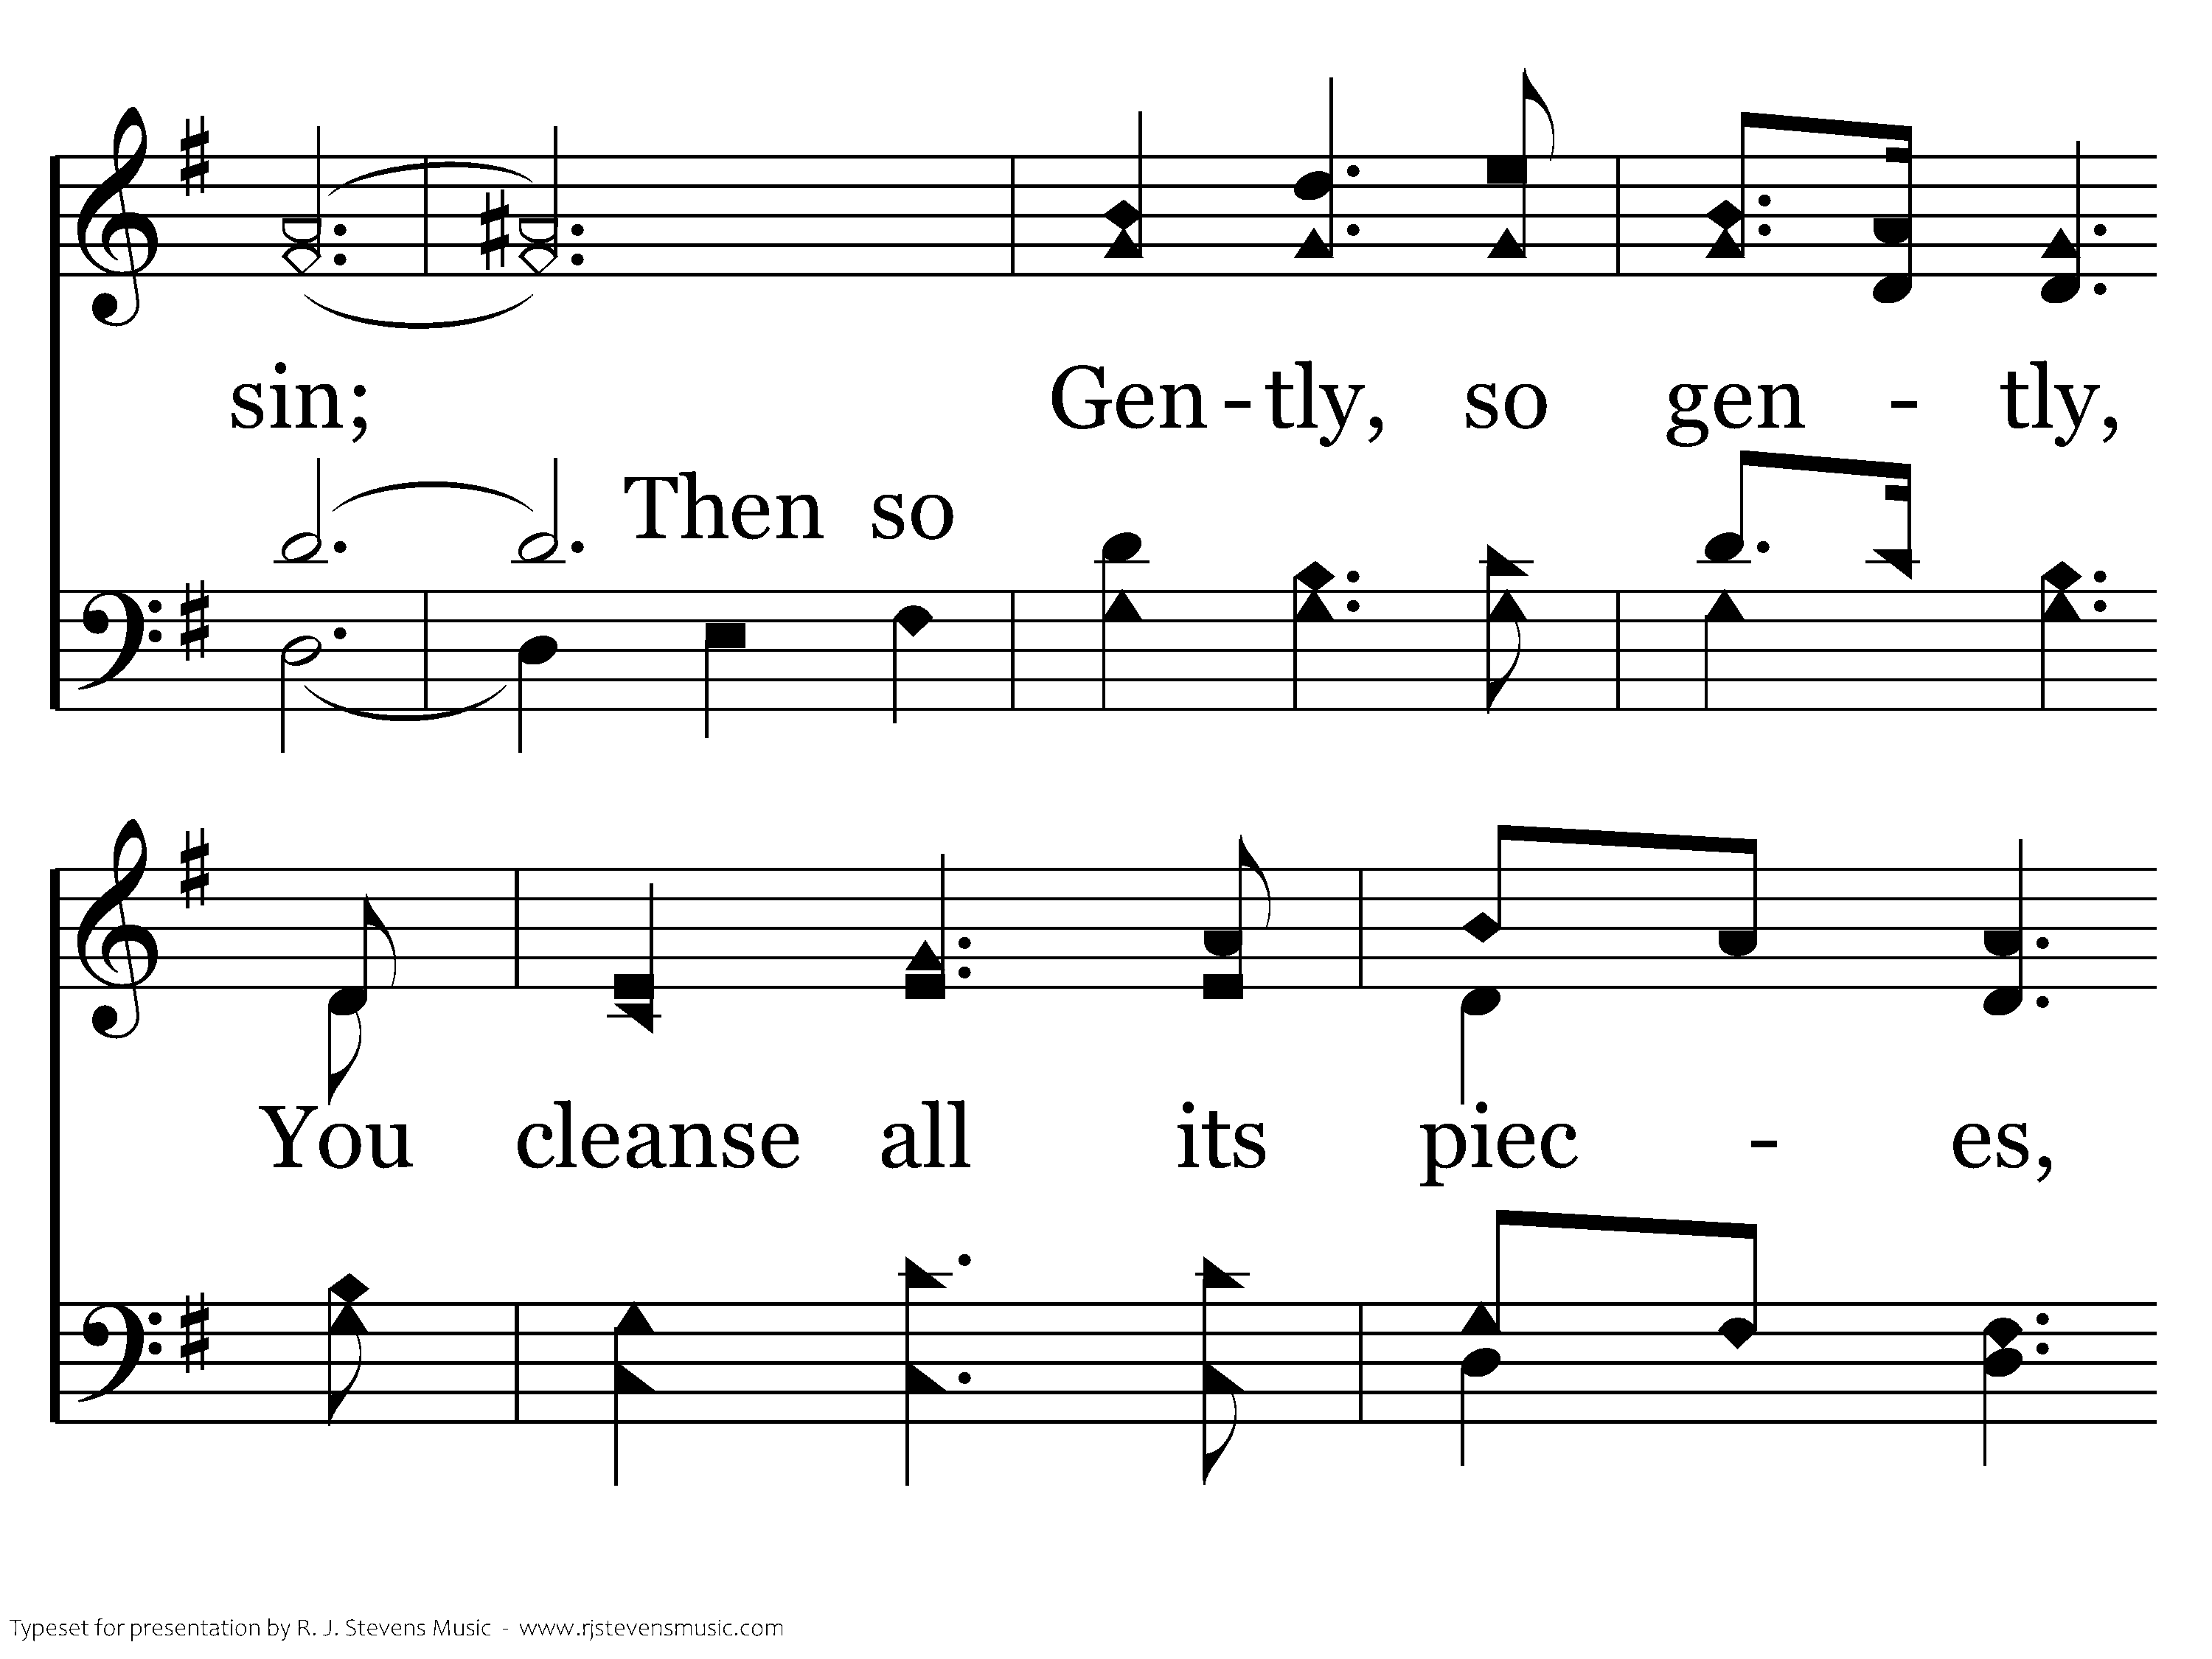 sin; Gen - tly, so gen - tly,
Then so
You cleanse all its piec - es,
Typeset for presentation by R. J. Stevens Music - www.rjstevensmusic.com